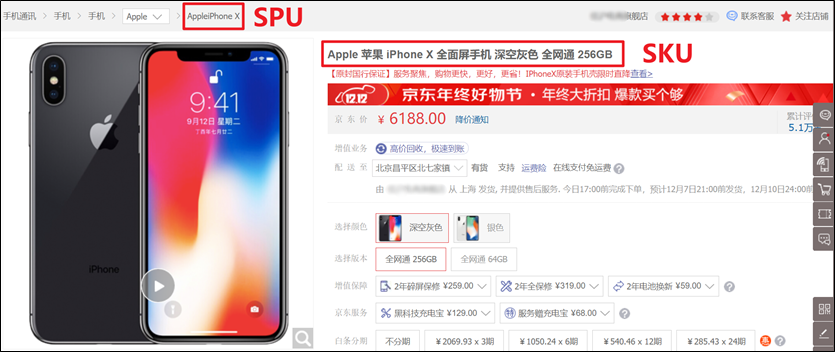 手机通讯 > 手机 > 手机 > Apple > AppleiPhone X SPU
旗舰店 ★★★★ 联系客服 ★ 关注店铺
Apple 苹果 iPhone X 全面屏手机 深空灰色 全网通 256GB SKU
【原封国行保证】服务聚焦，购物更快，更好，更省！IPhoneX原装手机壳限时直降查看>
12.12 京东年终好物节·年终大折扣 爆款买个够
京东价 ￥6188.00 降价通知
累计评
5.1万
增值业务 高价回收，极速到账
配送至 北京昌平区北七家镇 有货 支持 运费险 在线支付免运费
由 从 上海 发货, 并提供售后服务. 今日17:00前完成下单，预计12月7日21:00前发货，12月10日24:00前
选择颜色 深空灰色 银色
选择版本 全网通 256GB 全网通 64GB
增值保障 2年碎屏保修 ¥259.00 2年全保修 ¥319.00 2年电池换新 ¥59.00
京东服务 黑科技充电宝 ¥129.00 特 服务赠充电宝 ¥68.00
白条分期 不分期 ¥ 2069.93 x 3期 ¥ 1050.24 x 6期 ¥ 540.46 x 12期 ¥ 285.43 x 24期 惠
09:41
9月12日 星期二
iPhone